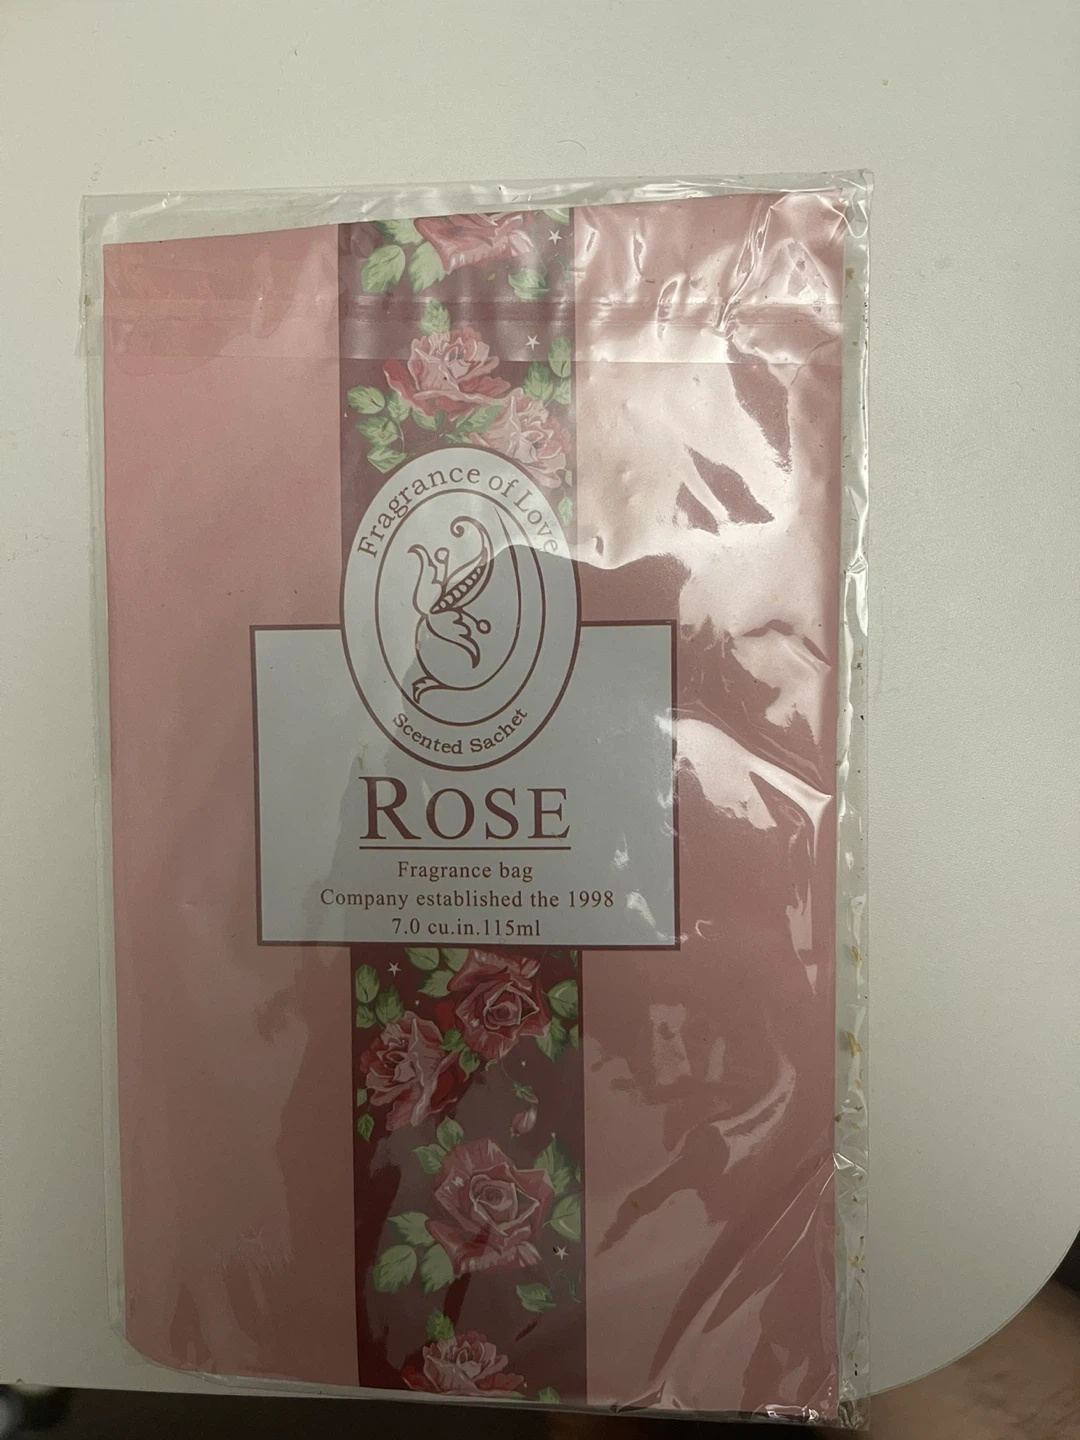 Fragrance of Love
Scented Sachet
ROSE
Fragrance bag
Company established the 1998
7.0 cu.in.115ml